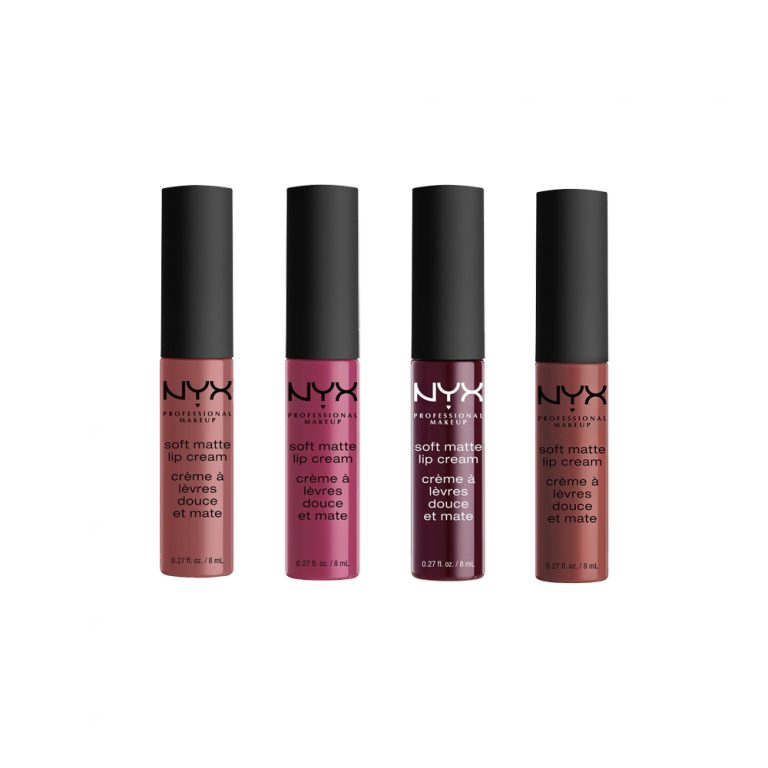 NYX
PROFESSIONAL
MAKEUP
soft matte
lip cream
crème à
lèvres
douce
et mate
0.27 fl. oz. / 8 mL
NYX
PROFESSIONAL
MAKEUP
soft matte
lip cream
crème à
lèvres
douce
et mate
0.27 fl. oz. / 8 mL
NYX
PROFESSIONAL
MAKEUP
soft matte
lip cream
crème à
lèvres
douce
et mate
0.27 fl. oz. / 8 mL
NYX
PROFESSIONAL
MAKEUP
soft matte
lip cream
crème à
lèvres
douce
et mate
0.27 fl. oz. / 8 mL